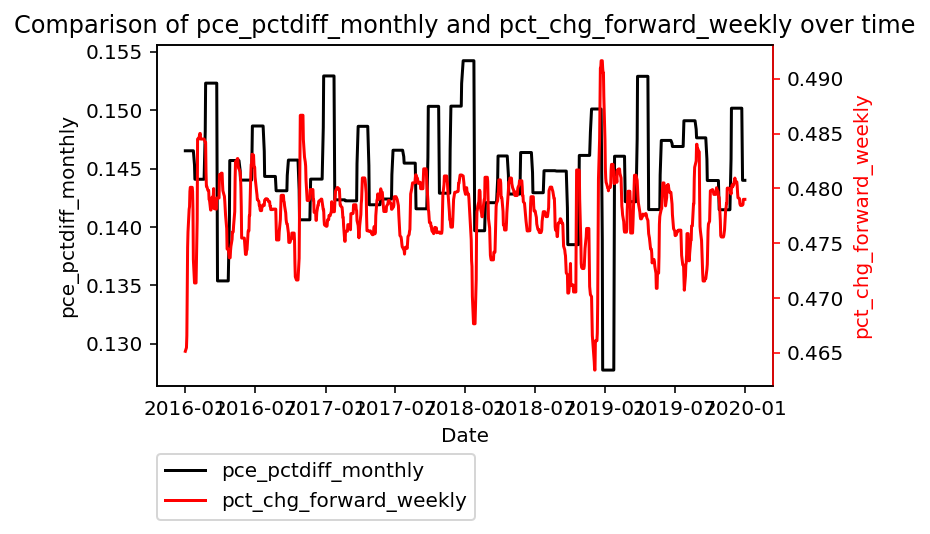 Comparison of pce_pctdiff_monthly and pct_chg_forward_weekly over time
pce_pctdiff_monthly
0.155
0.150
0.145
0.140
0.135
0.130
0.490
0.485
0.480
0.475
0.470
0.465
pct_chg_forward_weekly
2016-01 2016-07 2017-01 2017-07 2018-01 2018-07 2019-01 2019-07 2020-01
Date
pce_pctdiff_monthly
pct_chg_forward_weekly